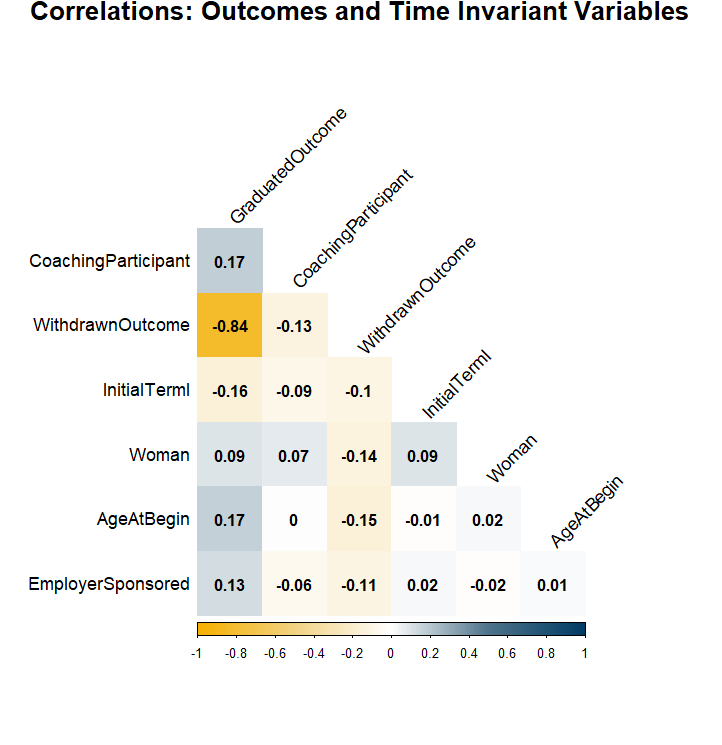 Correlations: Outcomes and Time Invariant Variables
GraduatedOutcome
CoachingParticipant
WithdrawnOutcome
InitialTermI
Woman
AgeAtBegin
CoachingParticipant 0.17
WithdrawnOutcome -0.84 -0.13
InitialTermI -0.16 -0.09 -0.1
Woman 0.09 0.07 -0.14 0.09
AgeAtBegin 0.17 0 -0.15 -0.01 0.02
EmployerSponsored 0.13 -0.06 -0.11 0.02 -0.02 0.01
-1 -0.8 -0.6 -0.4 -0.2 0 0.2 0.4 0.6 0.8 1